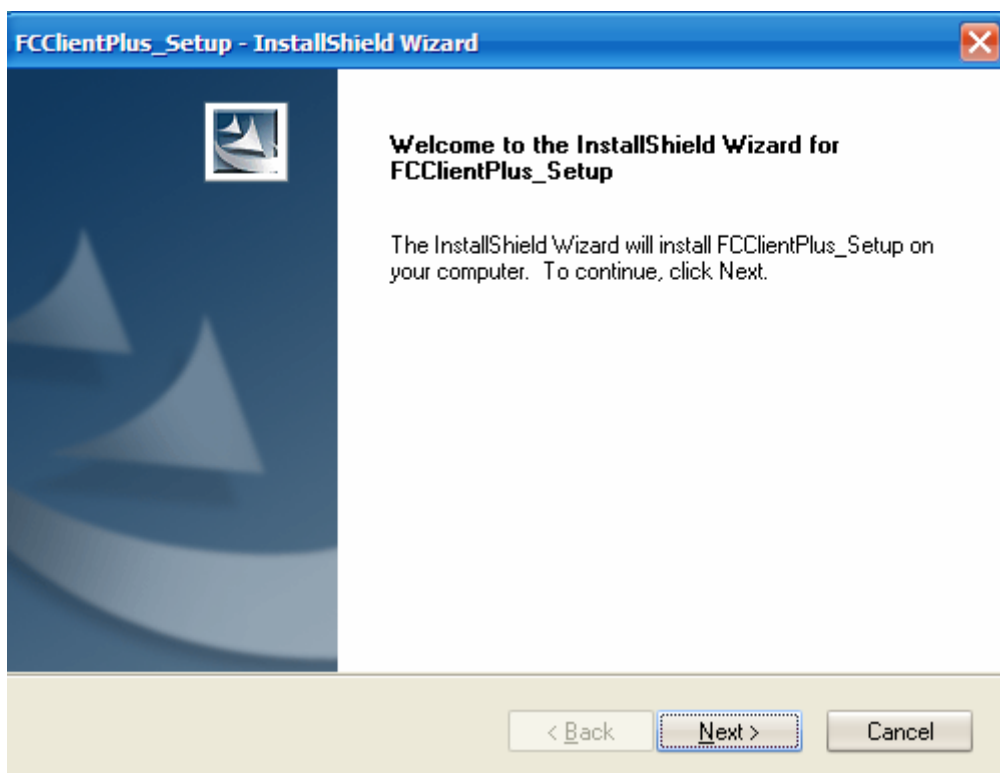 FCClientPlus_Setup - InstallShield Wizard
Welcome to the InstallShield Wizard for
FCClientPlus_Setup
The InstallShield Wizard will install FCClientPlus_Setup on
your computer.  To continue, click Next.
< Back
Next >
Cancel